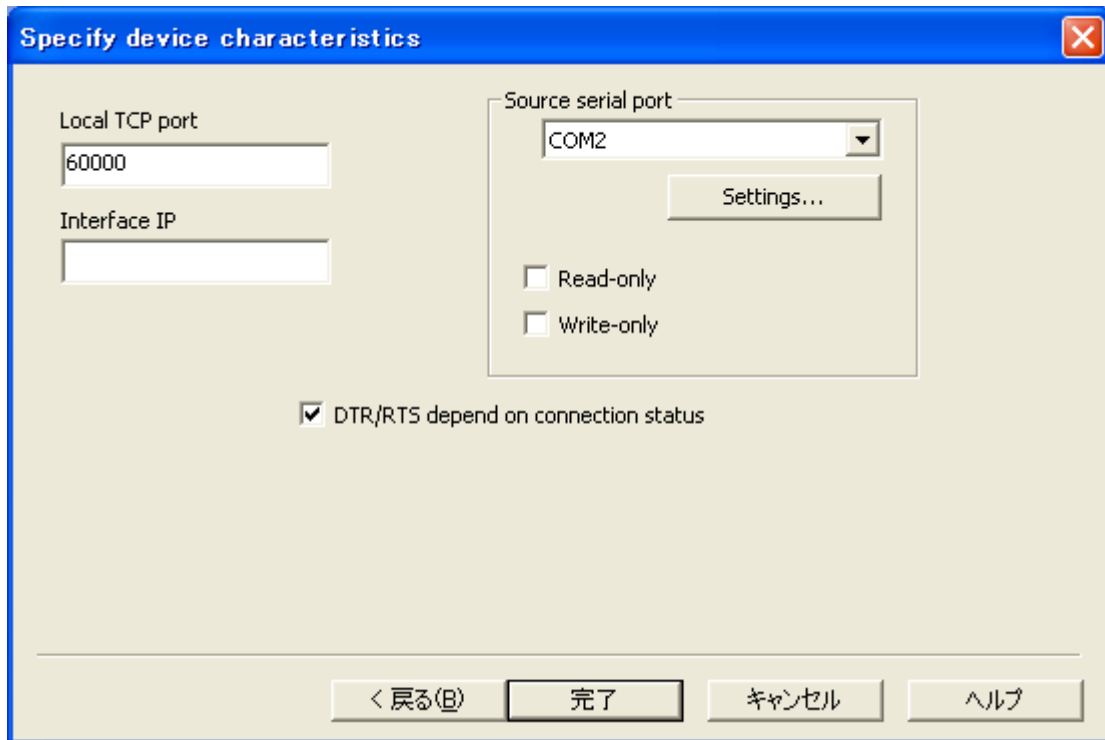 Specify device characteristics
Local TCP port
60000
Interface IP
Source serial port
COM2
Settings...
Read-only
Write-only
DTR/RTS depend on connection status
< 戻る(B)
完了
キャンセル
ヘルプ